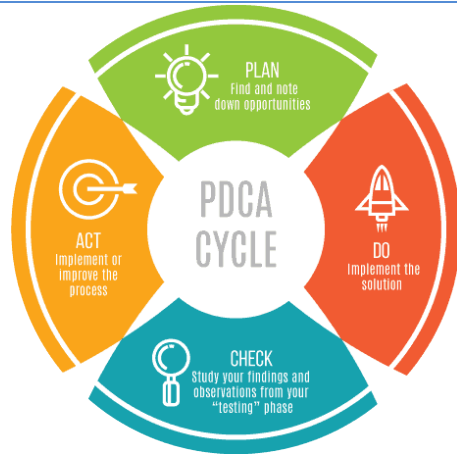 PLAN
Find and note
down opportunities
PDCA
CYCLE
DO
Implement the
solution
CHECK
Study your findings and
observations from your
“testing” phase
ACT
Implement or
improve the
process